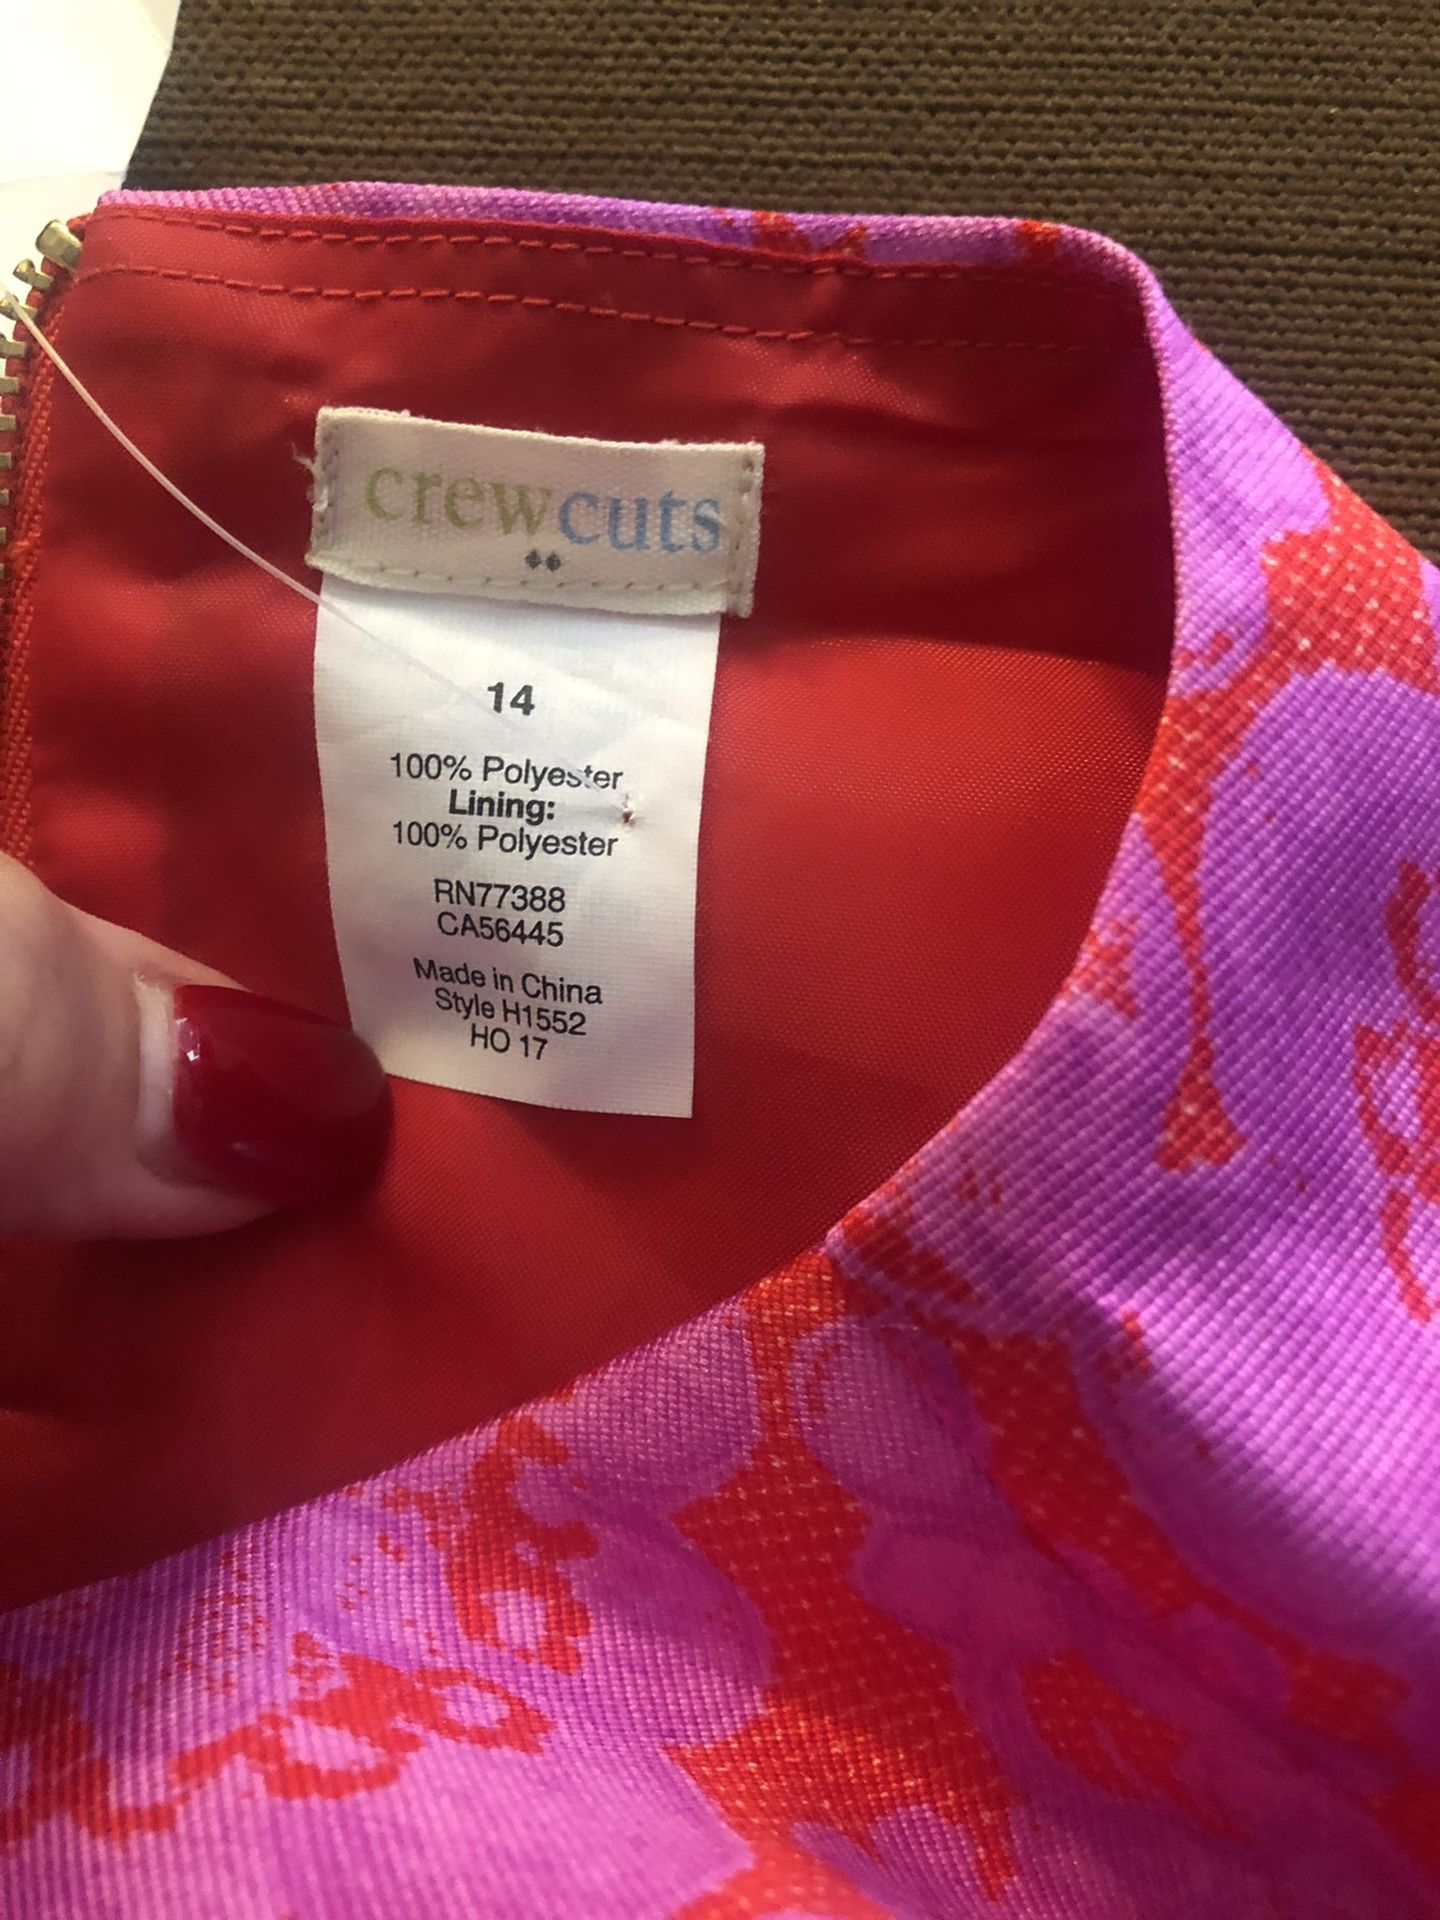 crewcuts
14
100% Polyester
Lining:
100% Polyester
RN77388
CA56445
Made in China
Style H1552
HO 17